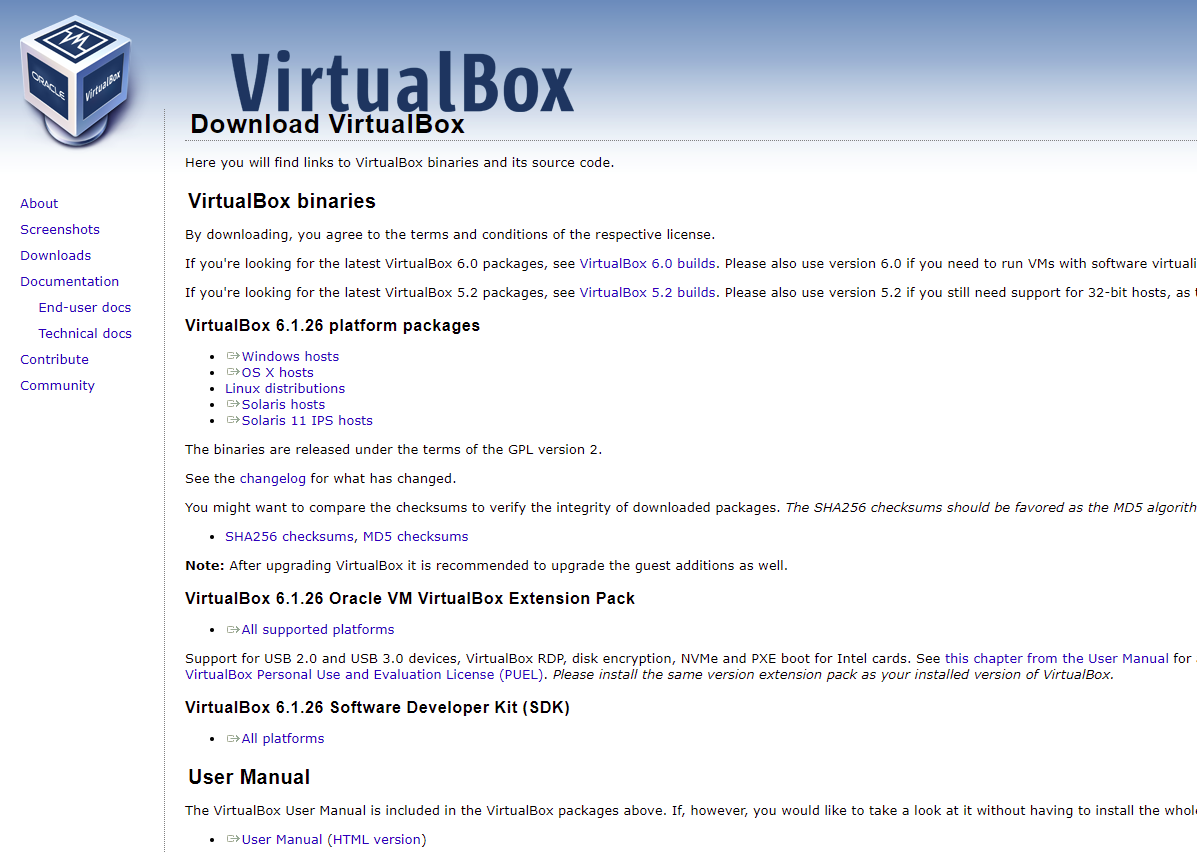 ORACLE
VirtualBox
VirtualBox
Download VirtualBox
Here you will find links to VirtualBox binaries and its source code.
About
Screenshots
Downloads
Documentation
End-user docs
Technical docs
Contribute
Community
VirtualBox binaries
By downloading, you agree to the terms and conditions of the respective license.
If you're looking for the latest VirtualBox 6.0 packages, see VirtualBox 6.0 builds. Please also use version 6.0 if you need to run VMs with software virtuali
If you're looking for the latest VirtualBox 5.2 packages, see VirtualBox 5.2 builds. Please also use version 5.2 if you still need support for 32-bit hosts, as t
VirtualBox 6.1.26 platform packages
Windows hosts
OS X hosts
Linux distributions
Solaris hosts
Solaris 11 IPS hosts
The binaries are released under the terms of the GPL version 2.
See the changelog for what has changed.
You might want to compare the checksums to verify the integrity of downloaded packages. The SHA256 checksums should be favored as the MD5 algorith
SHA256 checksums, MD5 checksums
Note: After upgrading VirtualBox it is recommended to upgrade the guest additions as well.
VirtualBox 6.1.26 Oracle VM VirtualBox Extension Pack
All supported platforms
Support for USB 2.0 and USB 3.0 devices, VirtualBox RDP, disk encryption, NVMe and PXE boot for Intel cards. See this chapter from the User Manual for
VirtualBox Personal Use and Evaluation License (PUEL). Please install the same version extension pack as your installed version of VirtualBox.
VirtualBox 6.1.26 Software Developer Kit (SDK)
All platforms
User Manual
The VirtualBox User Manual is included in the VirtualBox packages above. If, however, you would like to take a look at it without having to install the whol
User Manual (HTML version)